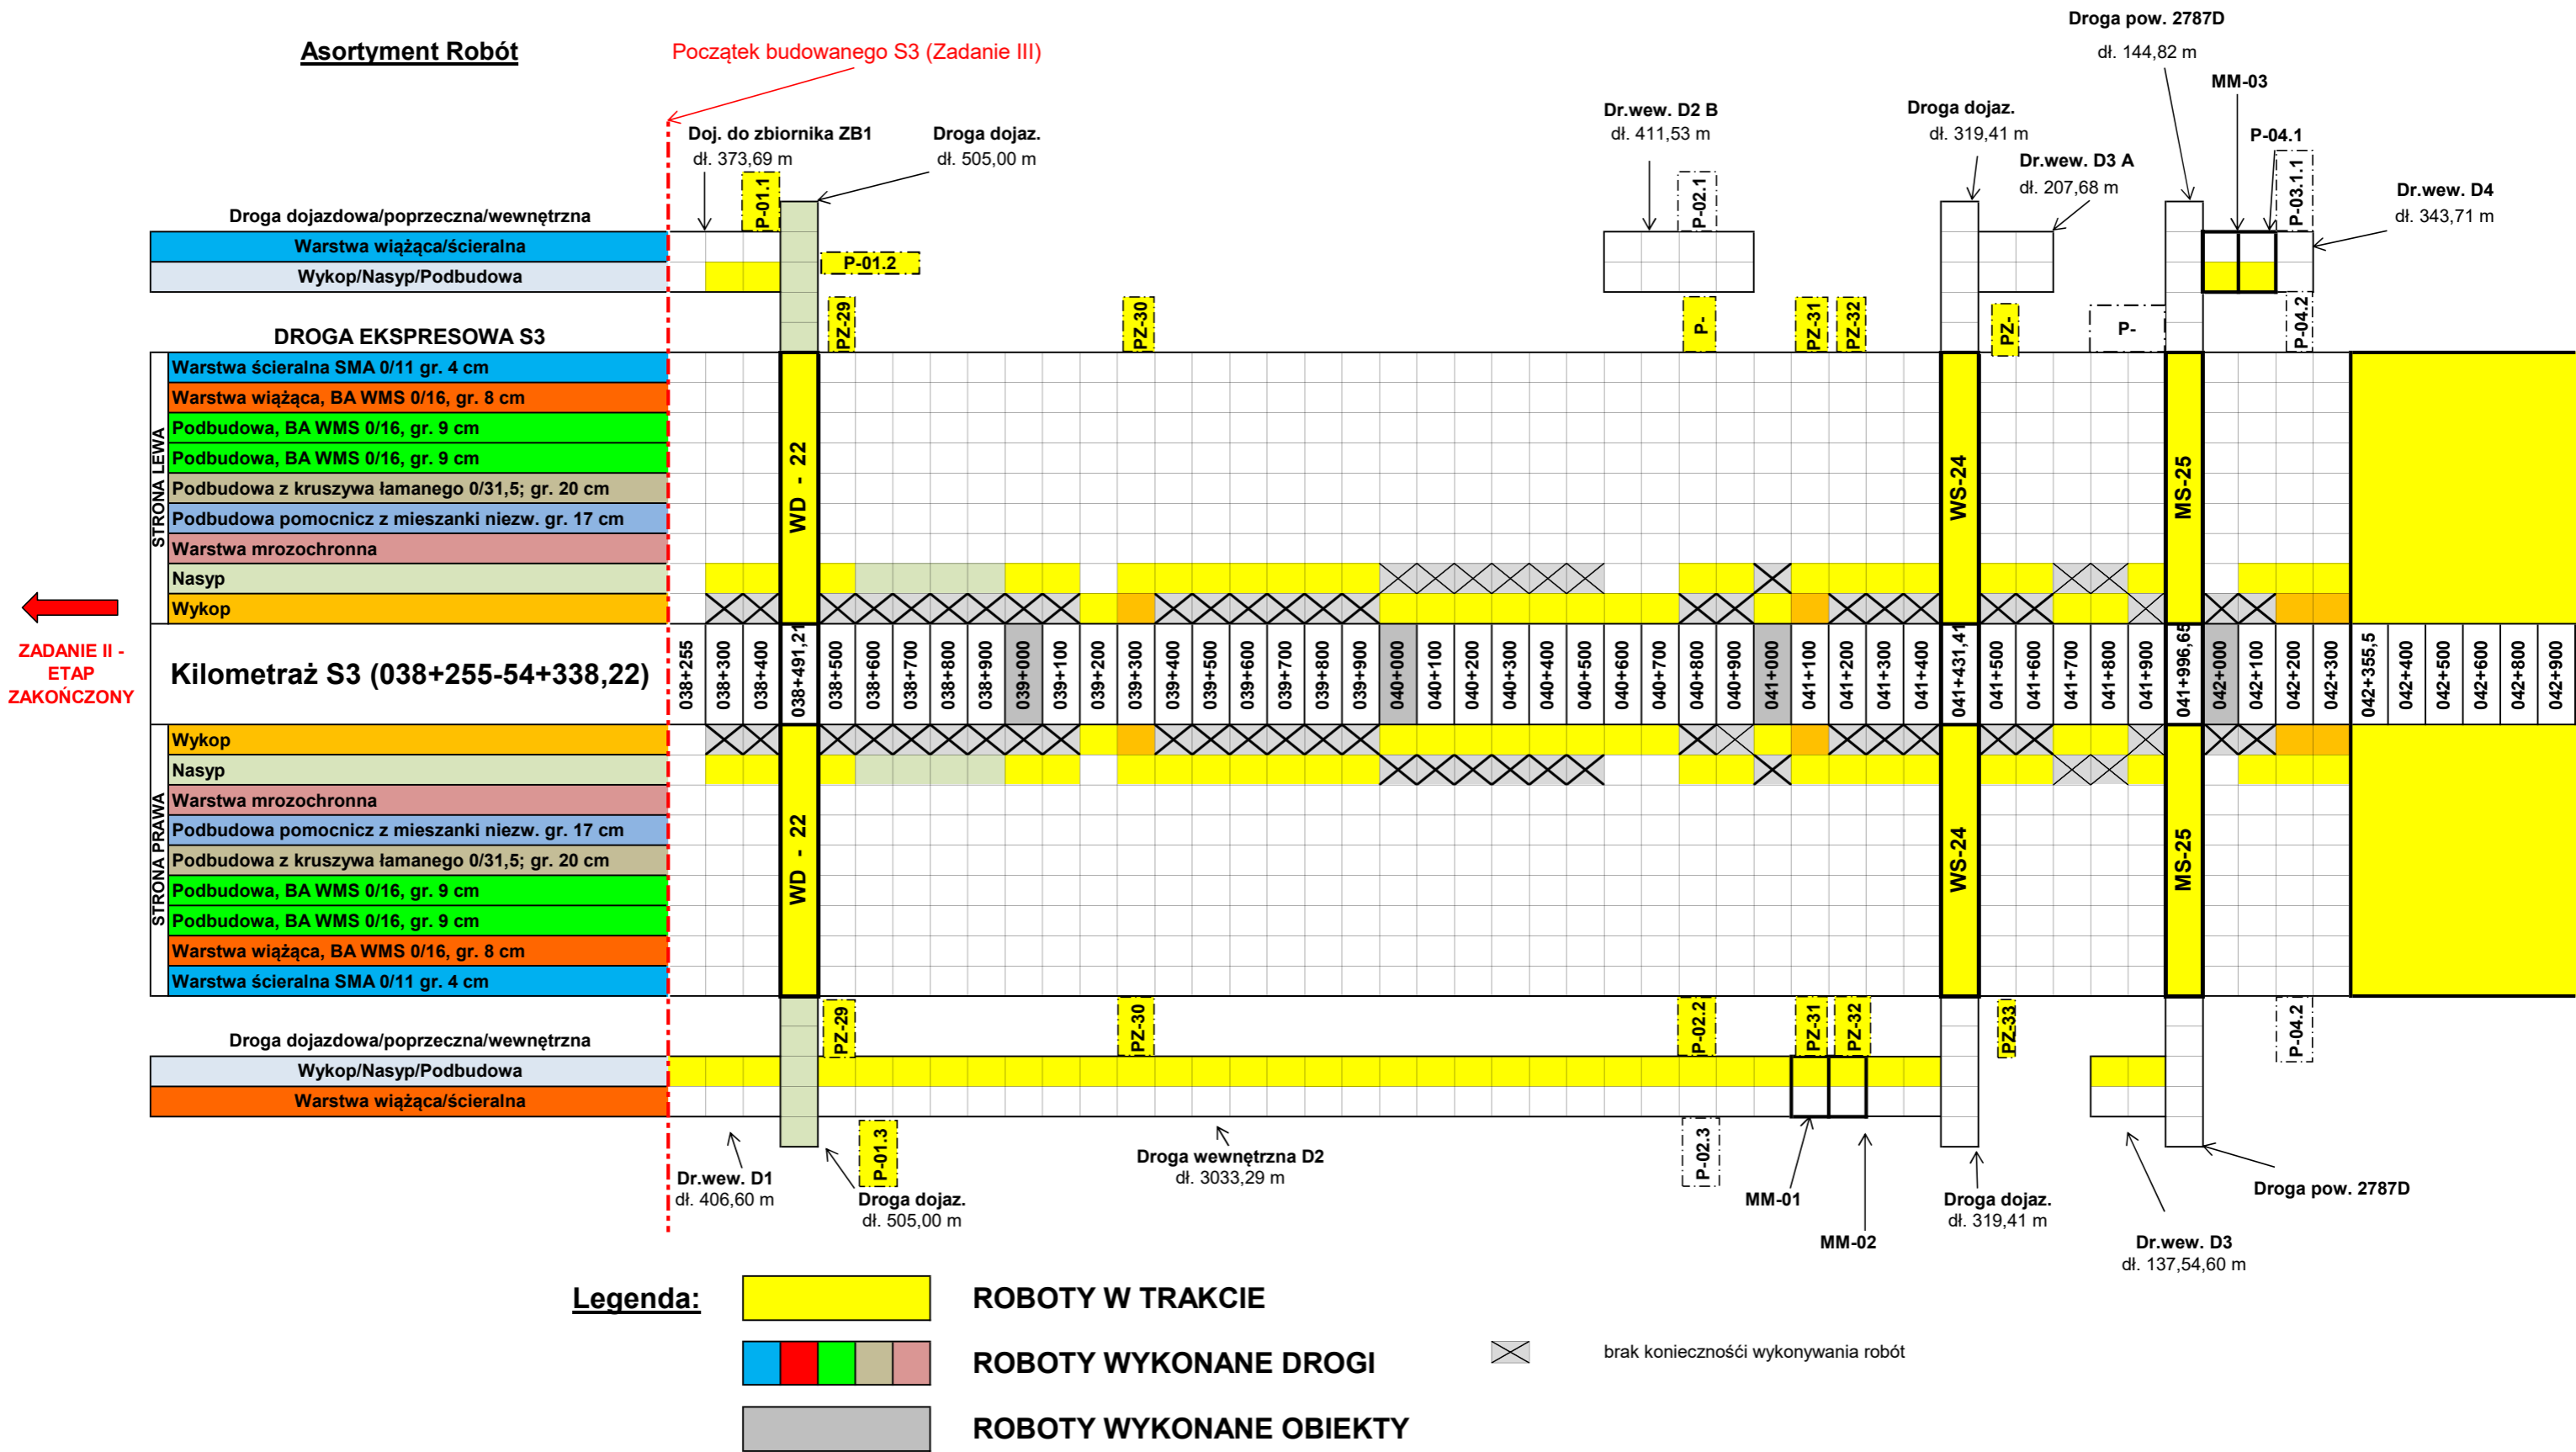 Asortyment Robót
Początek budowanego S3 (Zadanie III)
Droga pow. 2787D
dł. 144,82 m
MM-03
Doj. do zbiornika ZB1
dł. 373,69 m
Droga dojaz.
dł. 505,00 m
Dr.wew. D2 B
dł. 411,53 m
Droga dojaz.
dł. 319,41 m
P-04.1
Dr.wew. D3 A
dł. 207,68 m
Dr.wew. D4
dł. 343,71 m
P-01.1
P-02.1
P-03.1.1
Droga dojazdowa/poprzeczna/wewnętrzna
Warstwa wiążąca/ścieralna
Wykop/Nasyp/Podbudowa
P-01.2
PZ-29
PZ-30
P-
PZ-31
PZ-32
PZ-
P-
P-04.2
DROGA EKSPRESOWA S3
STRONA LEWA
Warstwa ścieralna SMA 0/11 gr. 4 cm
Warstwa wiążąca, BA WMS 0/16, gr. 8 cm
Podbudowa, BA WMS 0/16, gr. 9 cm
Podbudowa, BA WMS 0/16, gr. 9 cm
Podbudowa z kruszywa łamanego 0/31,5; gr. 20 cm
Podbudowa pomocnicz z mieszanki niezw. gr. 17 cm
Warstwa mrozochronna
Nasyp
Wykop
WD - 22
WS-24
MS-25
ZADANIE II -
ETAP
ZAKOŃCZONY
Kilometraż S3 (038+255-54+338,22)
038+255
038+300
038+400
038+491,21
038+500
038+600
038+700
038+800
038+900
039+000
039+100
039+200
039+300
039+400
039+500
039+600
039+700
039+800
039+900
040+000
040+100
040+200
040+300
040+400
040+500
040+600
040+700
040+800
040+900
041+000
041+100
041+200
041+300
041+400
041+431,41
041+500
041+600
041+700
041+800
041+900
041+996,65
042+000
042+100
042+200
042+300
042+355,5
042+400
042+500
042+600
042+800
042+900
STRONA PRAWA
Wykop
Nasyp
Warstwa mrozochronna
Podbudowa pomocnicz z mieszanki niezw. gr. 17 cm
Podbudowa z kruszywa łamanego 0/31,5; gr. 20 cm
Podbudowa, BA WMS 0/16, gr. 9 cm
Podbudowa, BA WMS 0/16, gr. 9 cm
Warstwa wiążąca, BA WMS 0/16, gr. 8 cm
Warstwa ścieralna SMA 0/11 gr. 4 cm
WD - 22
WS-24
MS-25
PZ-29
PZ-30
P-02.2
PZ-31
PZ-32
PZ-33
P-04.2
Droga dojazdowa/poprzeczna/wewnętrzna
Wykop/Nasyp/Podbudowa
Warstwa wiążąca/ścieralna
P-01.3
P-02.3
Dr.wew. D1
dł. 406,60 m
Droga dojaz.
dł. 505,00 m
Droga wewnętrzna D2
dł. 3033,29 m
MM-01
MM-02
Droga dojaz.
dł. 319,41 m
Droga pow. 2787D
Dr.wew. D3
dł. 137,54,60 m
Legenda:
ROBOTY W TRAKCIE
ROBOTY WYKONANE DROGI
brak koniecznośći wykonywania robót
ROBOTY WYKONANE OBIEKTY